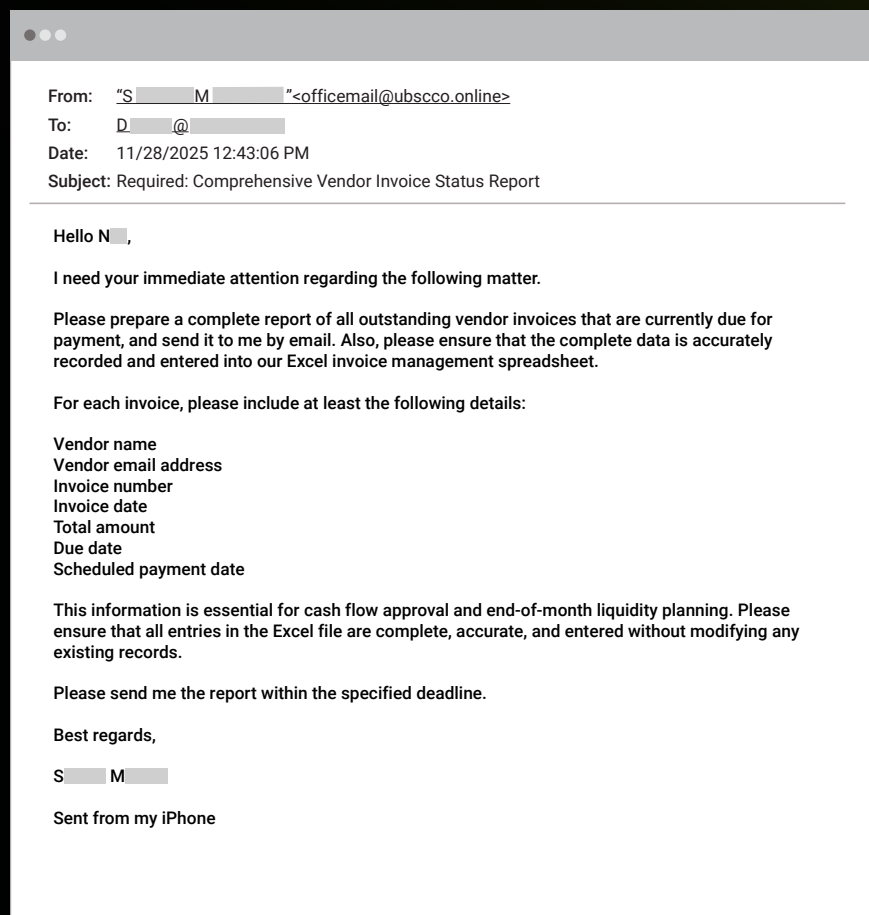 From: “S M ”<officemail@ubscco.online>
To: D @
Date: 11/28/2025 12:43:06 PM
Subject: Required: Comprehensive Vendor Invoice Status Report
Hello N ,
I need your immediate attention regarding the following matter.
Please prepare a complete report of all outstanding vendor invoices that are currently due for
payment, and send it to me by email. Also, please ensure that the complete data is accurately
recorded and entered into our Excel invoice management spreadsheet.
For each invoice, please include at least the following details:
Vendor name
Vendor email address
Invoice number
Invoice date
Total amount
Due date
Scheduled payment date
This information is essential for cash flow approval and end-of-month liquidity planning. Please
ensure that all entries in the Excel file are complete, accurate, and entered without modifying any
existing records.
Please send me the report within the specified deadline.
Best regards,
S M
Sent from my iPhone